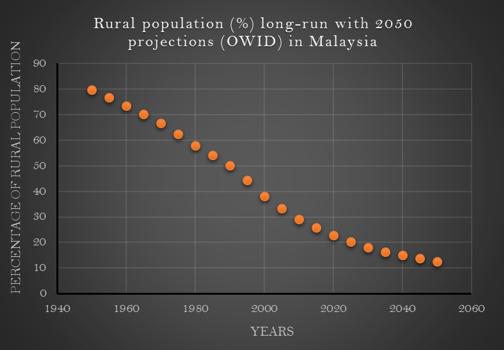 Rural population (%) long-run with 2050
projections (OWID) in Malaysia
PERCENTAGE OF RURAL POPULATION
90
80
70
60
50
40
30
20
10
0
1940 1960 1980 2000 2020 2040 2060
YEARS